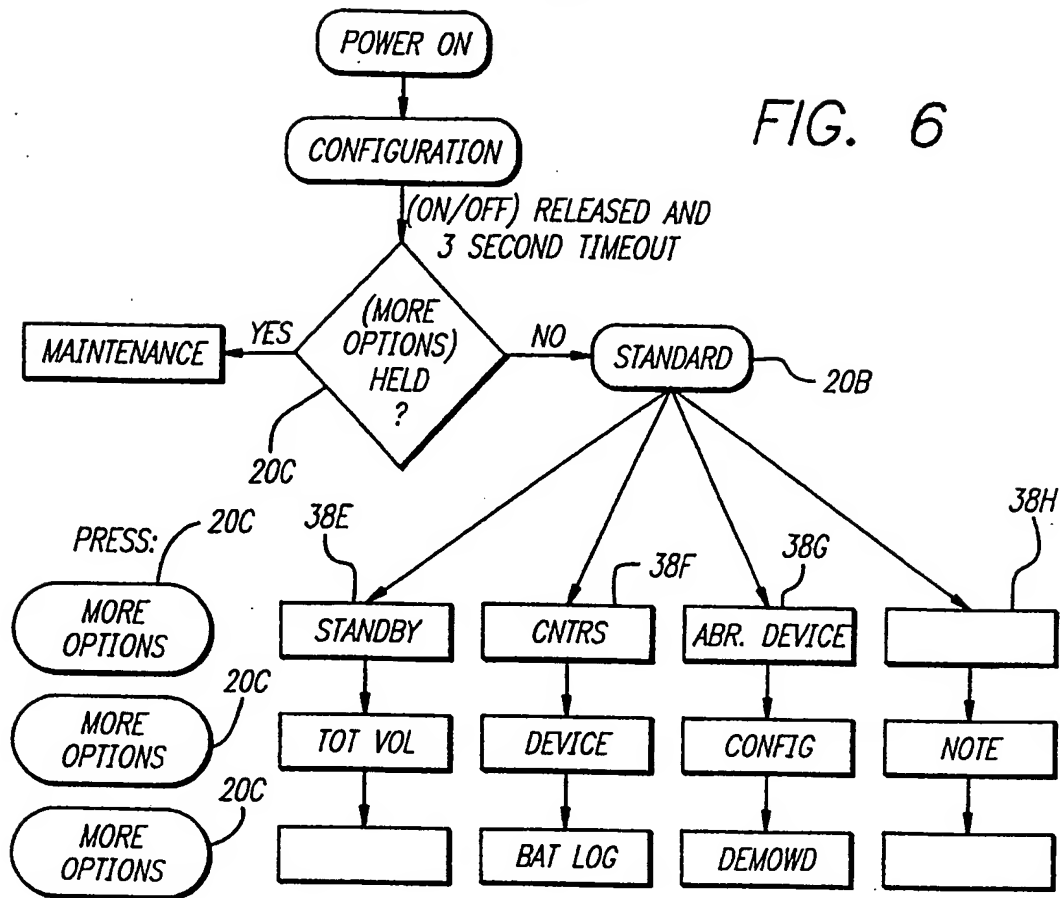 POWER ON
FIG. 6
CONFIGURATION
(ON/OFF) RELEASED AND
3 SECOND TIMEOUT
(MORE
OPTIONS)
HELD
?
YES
NO
MAINTENANCE
STANDARD
20B
20C
PRESS:
20C
38E
38F
38G
38H
MORE
OPTIONS
STANDBY
CNTRS
ABR. DEVICE
20C
MORE
OPTIONS
TOT VOL
DEVICE
CONFIG
NOTE
20C
MORE
OPTIONS
BAT LOG
DEMOWD